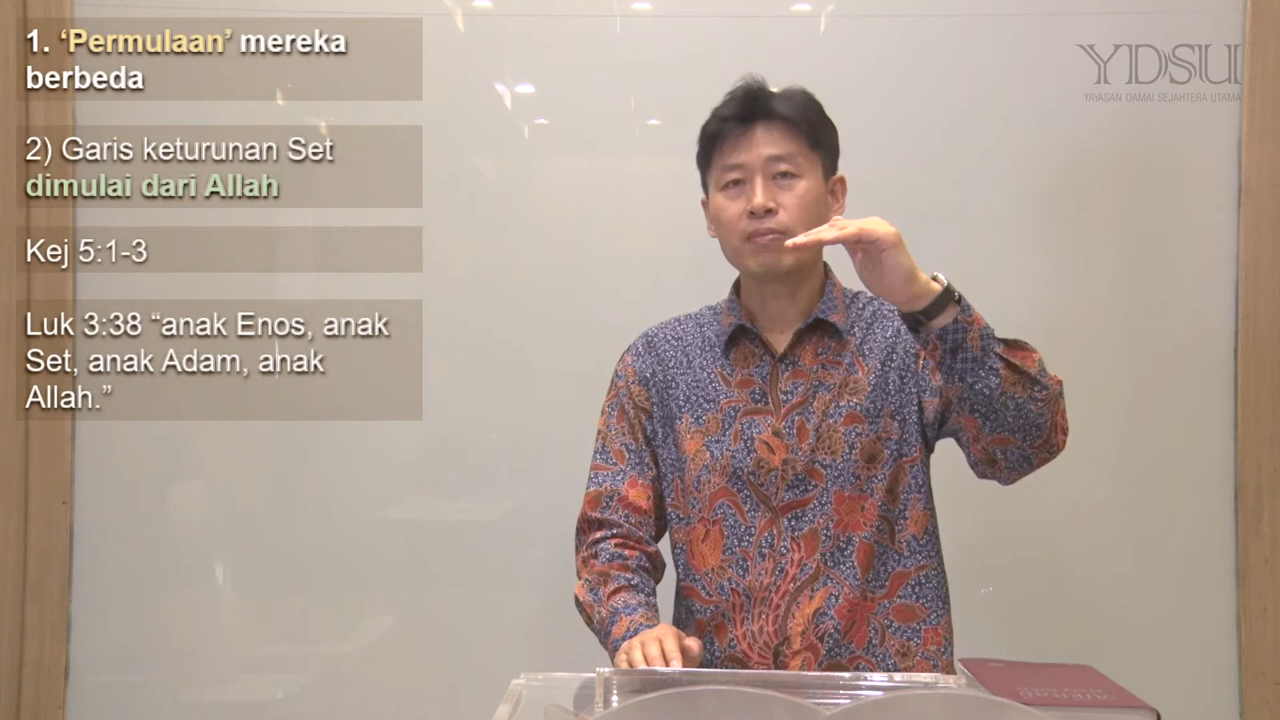 1. ‘Permulaan’ mereka
berbeda
2) Garis keturunan Set
dimulai dari Allah
Kej 5:1-3
Luk 3:38 “anak Enos, anak
Set, anak Adam, anak
Allah.”
YDSU
YAYASAN DAMAI SEJAHTERA UTAMA